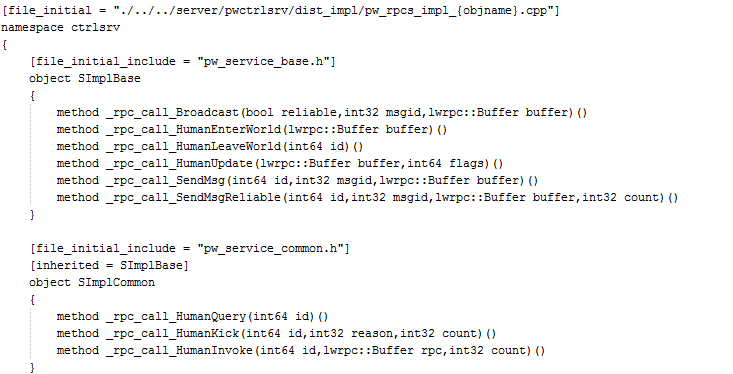 [file_initial = "./../../server/pwctrlsrv/dist_impl/pw_rpcs_impl_{objname}.cpp"]
namespace ctrlsrv
{
    [file_initial_include = "pw_service_base.h"]
    object SImplBase
    {
        method _rpc_call_Broadcast(bool reliable,int32 msgid,lwrpc::Buffer buffer)()
        method _rpc_call_HumanEnterWorld(lwrpc::Buffer buffer)()
        method _rpc_call_HumanLeaveWorld(int64 id)()
        method _rpc_call_HumanUpdate(lwrpc::Buffer buffer,int64 flags)()
        method _rpc_call_SendMsg(int64 id,int32 msgid,lwrpc::Buffer buffer)()
        method _rpc_call_SendMsgReliable(int64 id,int32 msgid,lwrpc::Buffer buffer,int32 count)()
    }

    [file_initial_include = "pw_service_common.h"]
    [inherited = SImplBase]
    object SImplCommon
    {
        method _rpc_call_HumanQuery(int64 id)()
        method _rpc_call_HumanKick(int64 id,int32 reason,int32 count)()
        method _rpc_call_HumanInvoke(int64 id,lwrpc::Buffer rpc,int32 count)()
    }